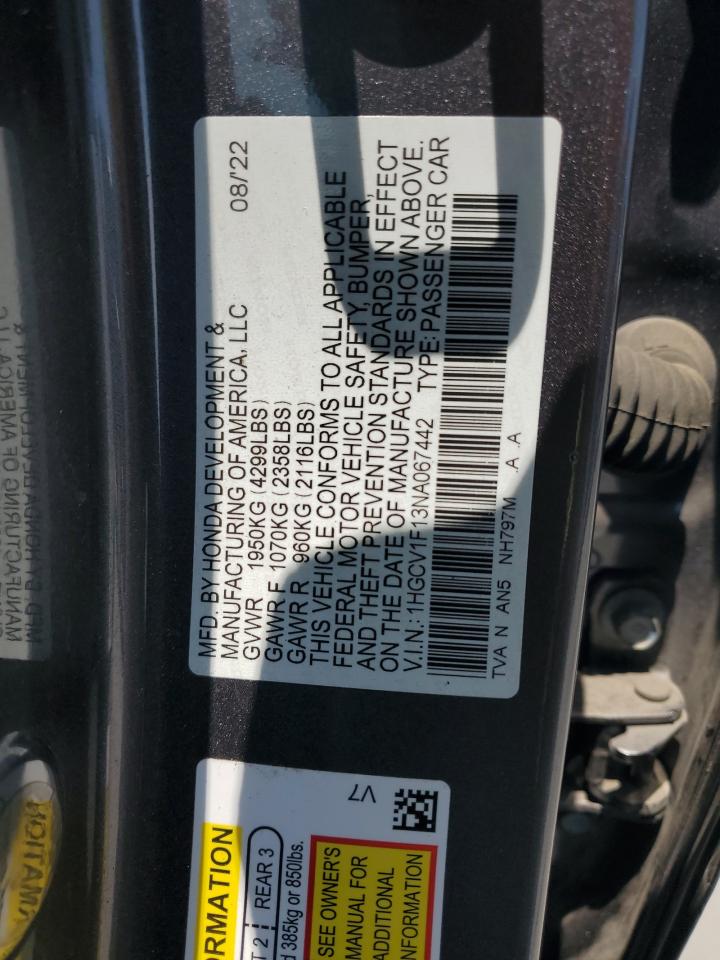 MFD. BY HONDA DEVELOPMENT &
MANUFACTURING OF AMERICA, LLC 08/'22
GVWR 1950KG (4299LBS)
GAWR F 1070KG (2358LBS)
GAWR R 960KG (2116LBS)
THIS VEHICLE CONFORMS TO ALL APPLICABLE
FEDERAL MOTOR VEHICLE SAFETY, BUMPER,
AND THEFT PREVENTION STANDARDS IN EFFECT
ON THE DATE OF MANUFACTURE SHOWN ABOVE.
V.I.N.: 1HGCV1F13NA067442 TYPE: PASSENGER CAR
TVA N AN5 NH797M A A
ORMATION
T 2 REAR 3
d 385kg or 850lbs.
SEE OWNER'S
MANUAL FOR
ADDITIONAL
INFORMATION
V7